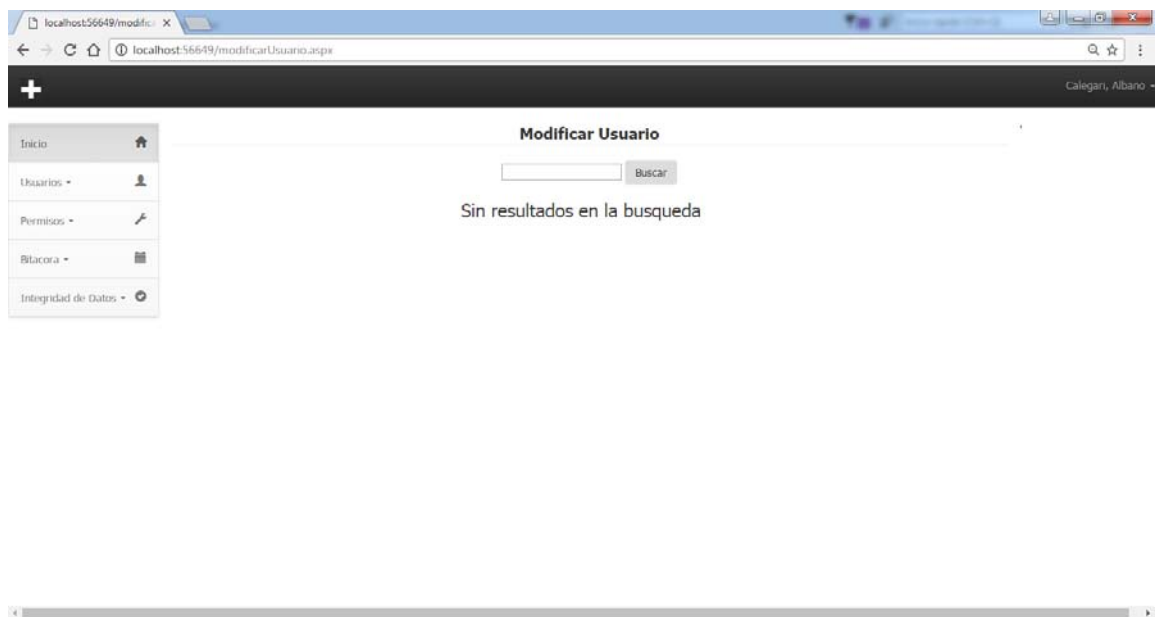 localhost:56649/modific
localhost:56649/modificarUsuario.aspx
Calegari, Albano
Modificar Usuario
Inicio
Buscar
Usuarios
Sin resultados en la busqueda
Permisos
Bitacora
Integridad de Datos